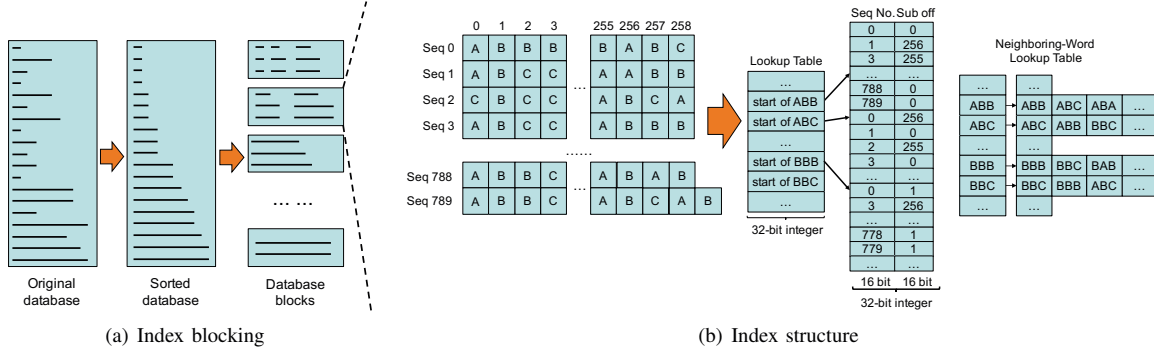 ... ...
Original
database
Sorted
database
Database
blocks
(a) Index blocking
0 1 2 3 255 256 257 258
Seq 0 A B B B B A B C
Seq 1 A B C C ... A A B B
Seq 2 C B C C A B C A
Seq 3 A B C C A B B B
......
Seq 788 A B B C ... A B A B
Seq 789 A B B C A B C A B
Lookup Table
...
start of ABB
start of ABC
...
start of BBB
start of BBC
...
32-bit integer
Seq No. Sub off
0 0
1 256
3 255
... ...
788 0
789 0
0 256
1 0
2 255
3 0
... ...
0 1
3 256
... ...
778 1
779 1
... ...
16 bit 16 bit
32-bit integer
Neighboring-Word
Lookup Table
... ...
ABB ABB ABC ABA ...
ABC ABC ABB BBC ...
... ...
BBB BBB BBC BAB ...
BBC BBC BBB ABC ...
... ...
(b) Index structure